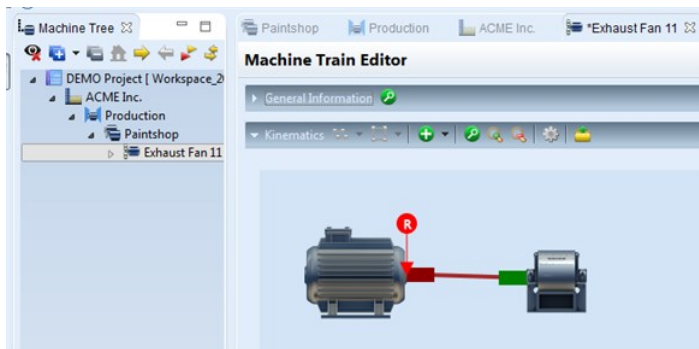 Machine Tree
DEMO Project [ Workspace_20
ACME Inc.
Production
Paintshop
Exhaust Fan 11
Paintshop
Production
ACME Inc.
*Exhaust Fan 11
Machine Train Editor
General Information
Kinematics
R